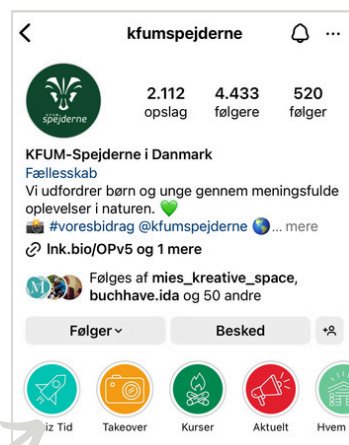 kfumspejderne
spejderne
2.112 4.433 520
opslag følgere følger
KFUM-Spejderne i Danmark
Fællesskab
Vi udfordrer børn og unge gennem meningsfulde
oplevelser i naturen. 💚
📸 #voresbidrag @kfumspejderne 🌎... mere
lnk.bio/OPv5 og 1 mere
Følges af mies_kreative_space,
buchhave.ida og 50 andre
Følger Besked
iz Tid Takeover Kurser Aktuelt Hvem